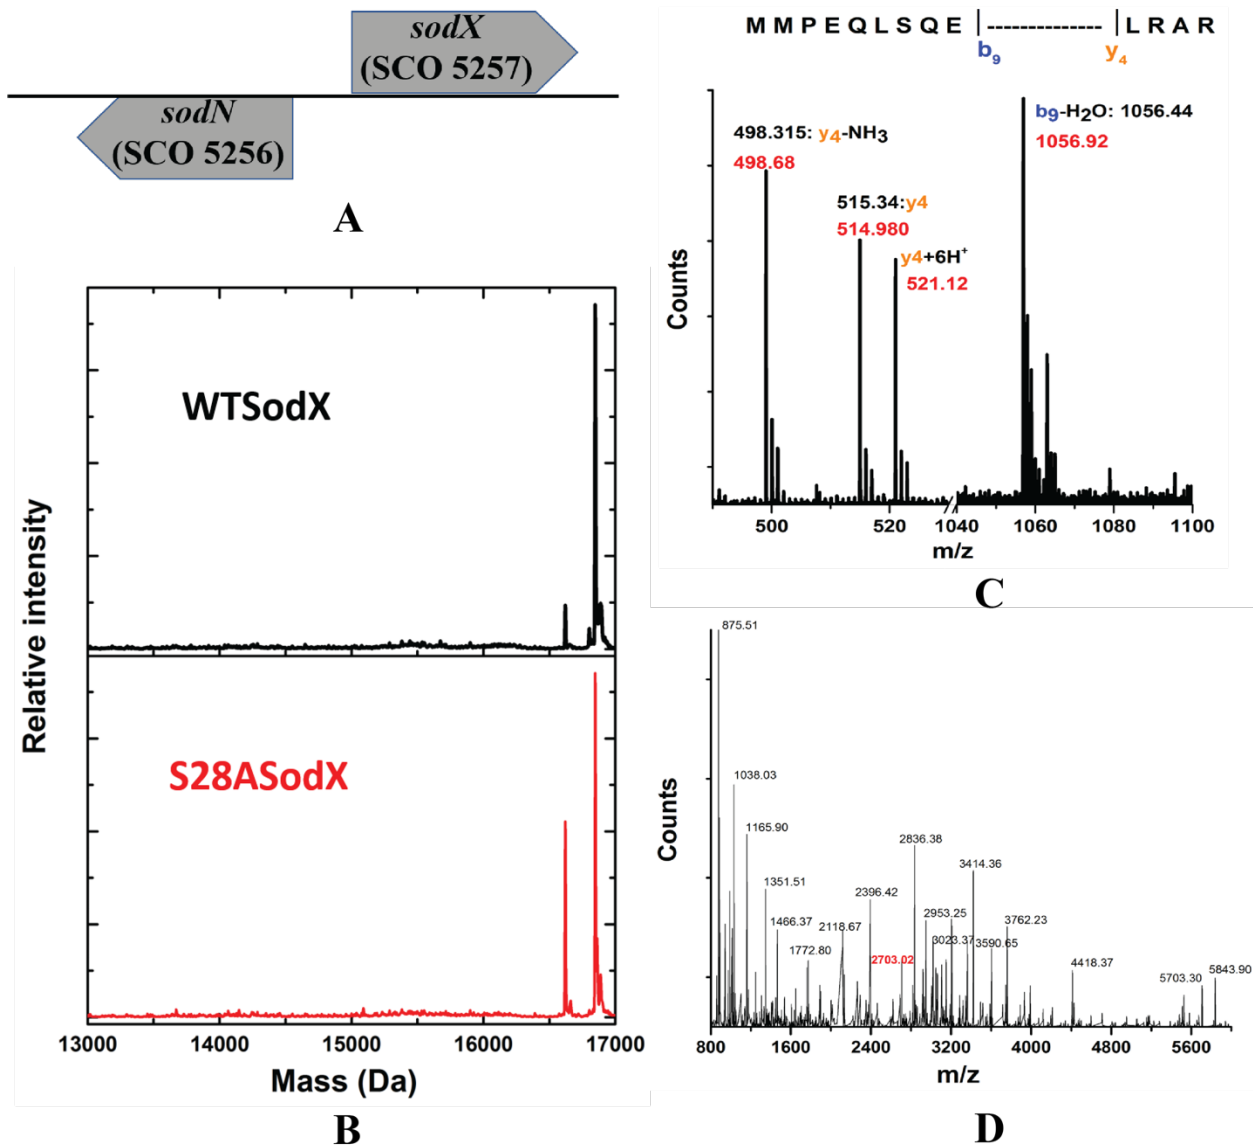 sodX
(SCO 5257)
sodN
(SCO 5256)
A
WTSodX
S28ASodX
Relative intensity
13000 14000 15000 16000 17000
Mass (Da)
B
M M P E Q L S Q E | -------------- | L R A R
b9 y4
498.315: y4-NH3
498.68
515.34:y4
514.980
y4+6H+
521.12
b9-H2O: 1056.44
1056.92
Counts
500 520 1040 1060 1080 1100
m/z
C
875.51
1038.03
1165.90
1351.51
1466.37
1772.80
2118.67
2396.42
2703.02
2836.38
2953.25
3023.37
3414.36
3590.65
3762.23
4418.37
5703.30
5843.90
Counts
800 1600 2400 3200 4000 4800 5600
m/z
D